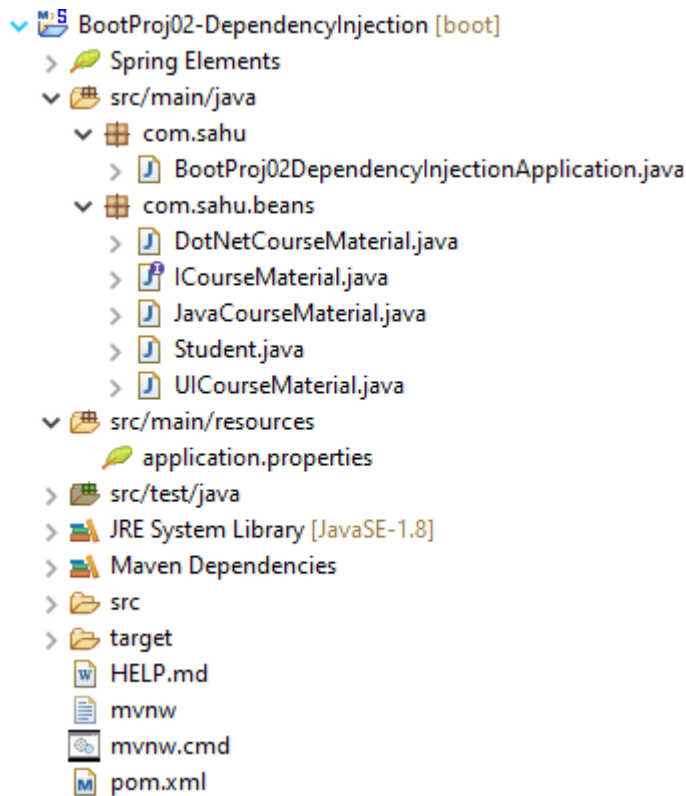 BootProj02-DependencyInjection [boot]
Spring Elements
src/main/java
com.sahu
BootProj02DependencyInjectionApplication.java
com.sahu.beans
DotNetCourseMaterial.java
ICourseMaterial.java
JavaCourseMaterial.java
Student.java
UICourseMaterial.java
src/main/resources
application.properties
src/test/java
JRE System Library [JavaSE-1.8]
Maven Dependencies
src
target
HELP.md
mvnw
mvnw.cmd
pom.xml